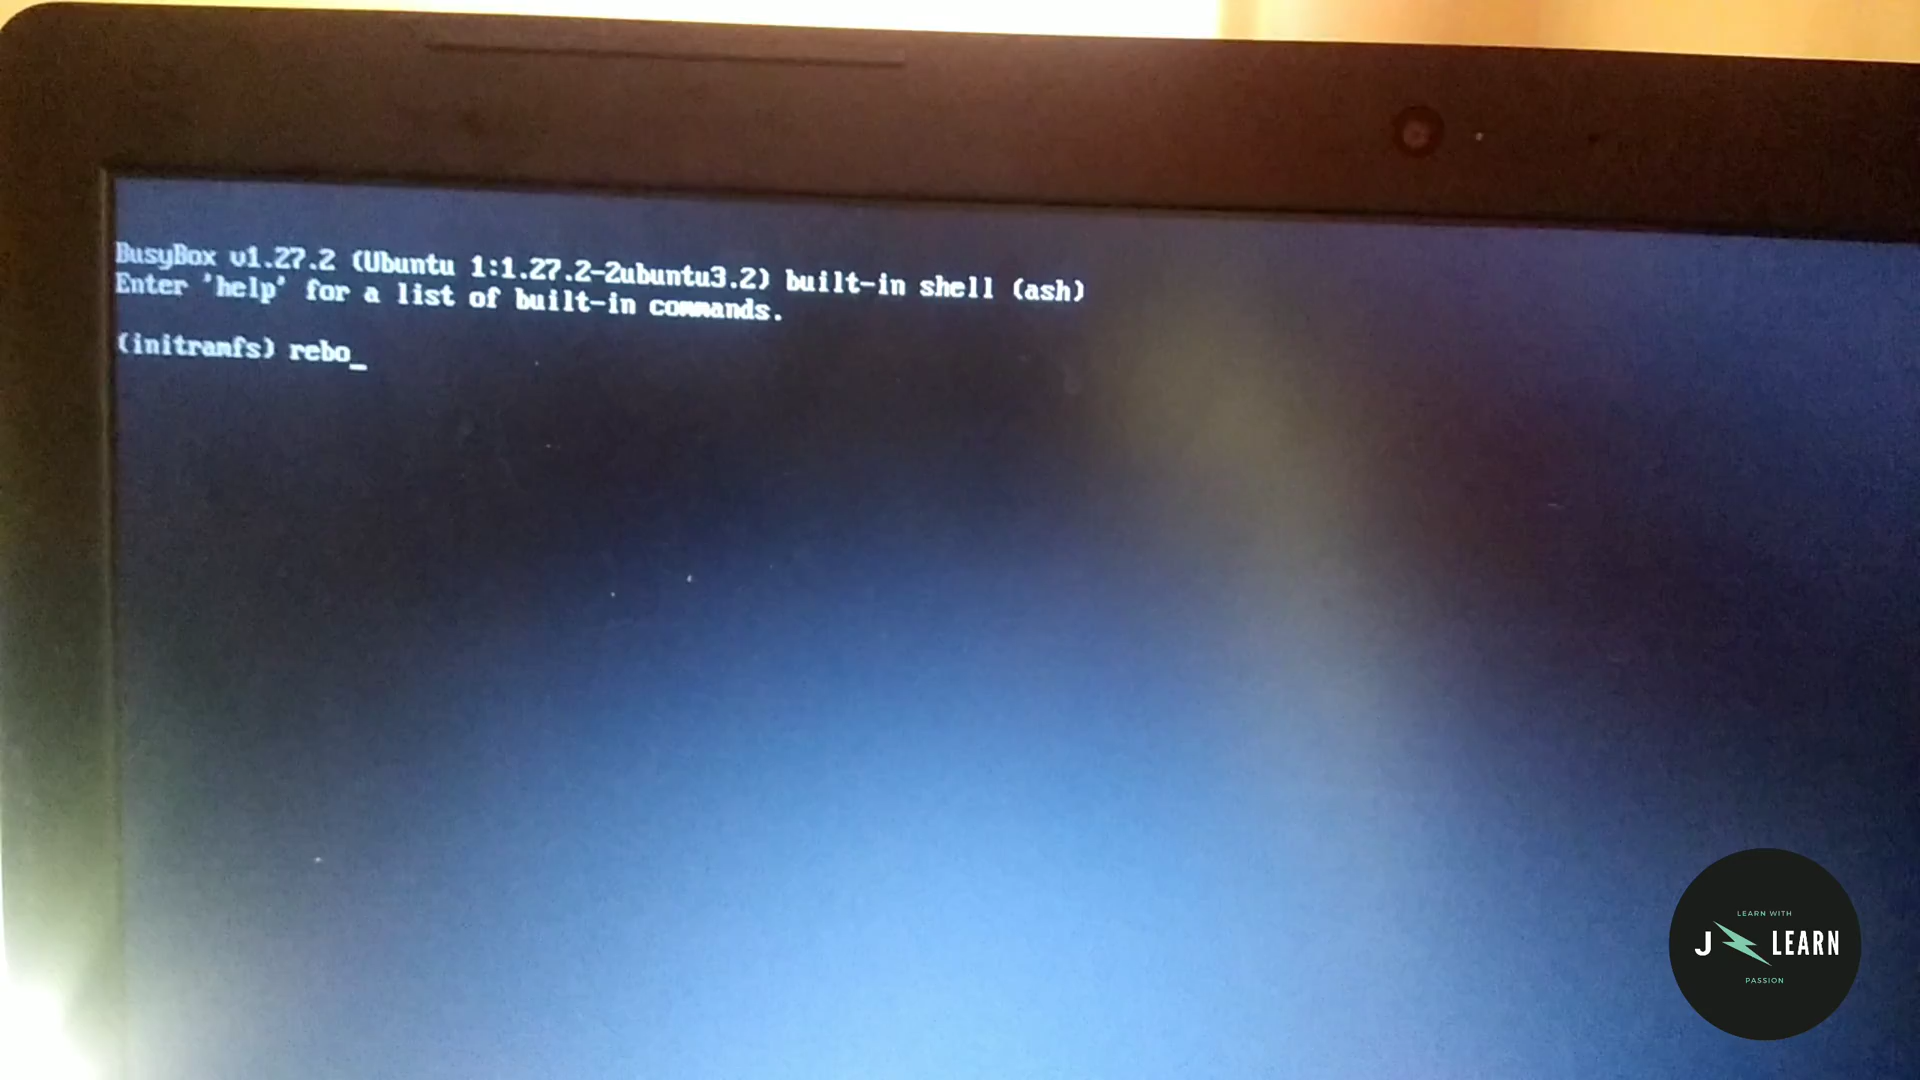 BusyBox v1.27.2 (Ubuntu 1:1.27.2-2ubuntu3.2) built-in shell (ash)
Enter 'help' for a list of built-in commands.
(initramfs) rebo_
LEARN WITH
J LEARN
PASSION